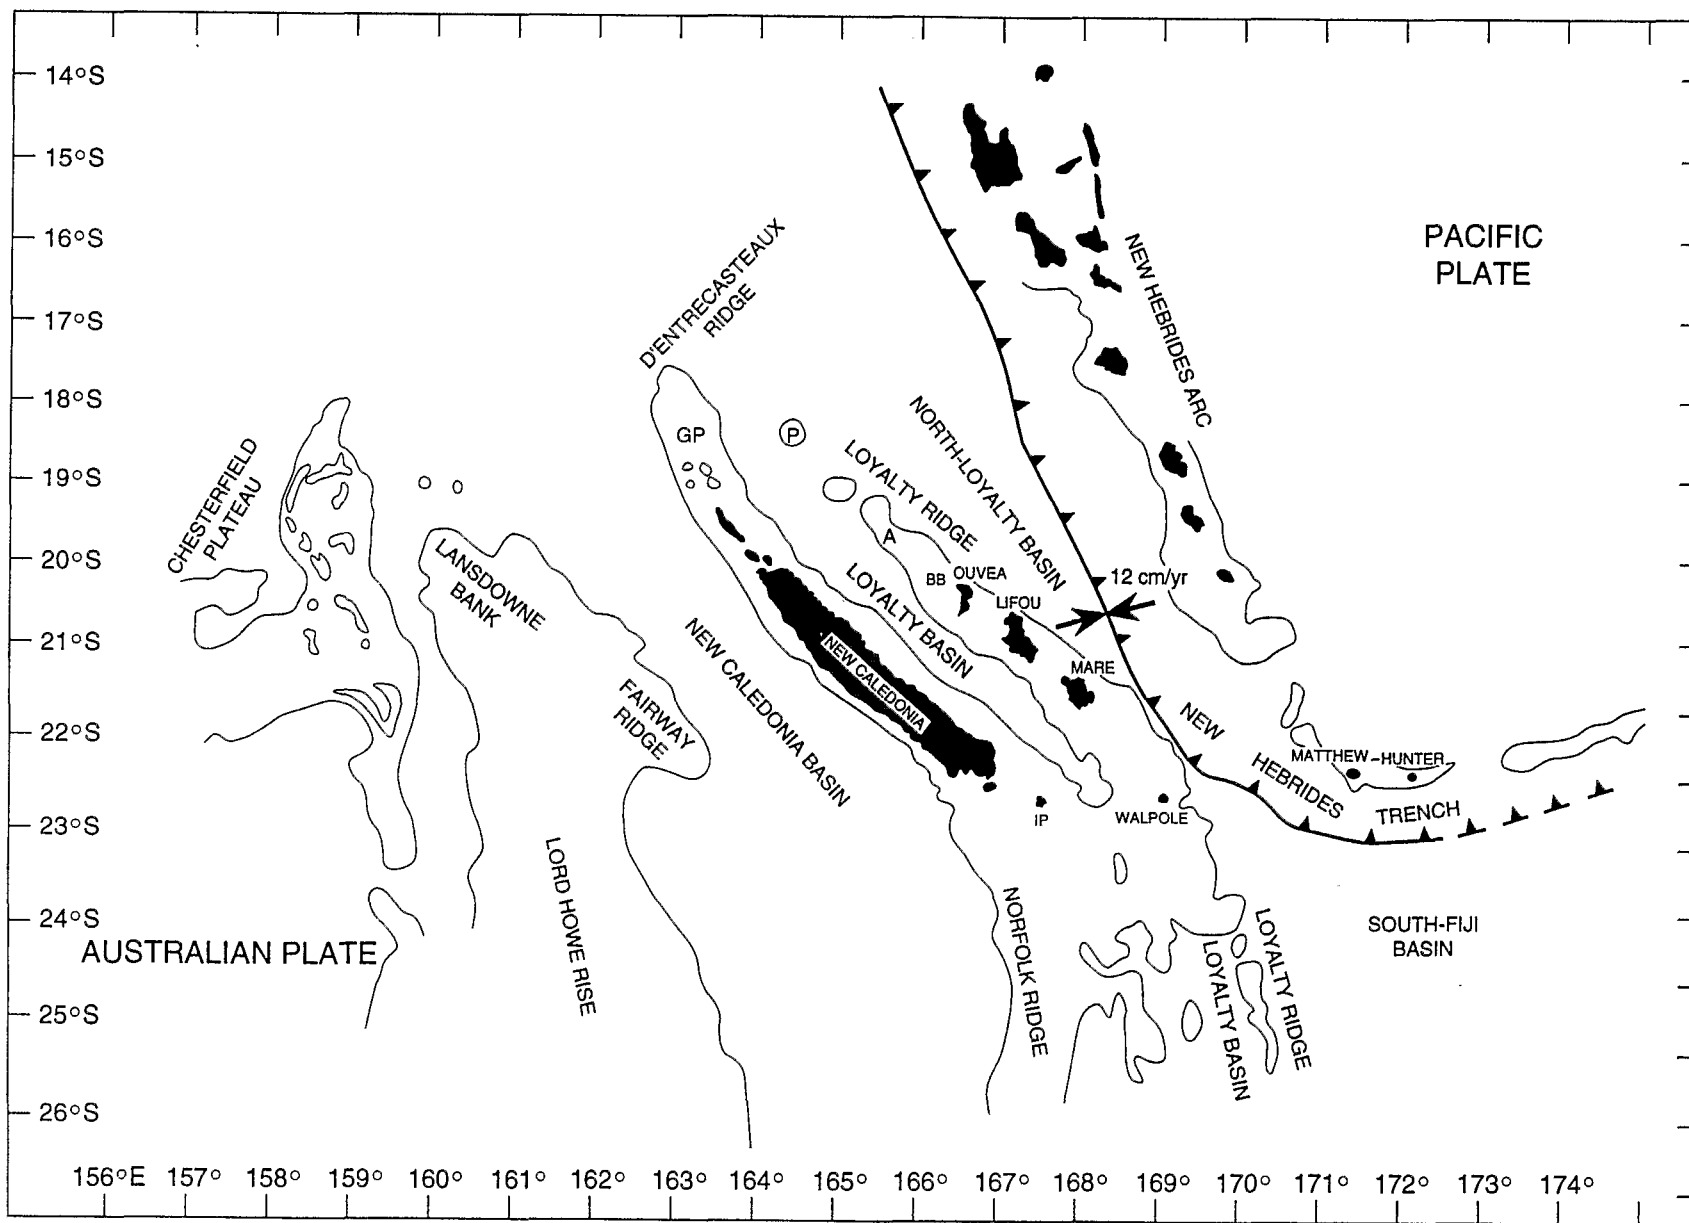 14°S
15°S
16°S
17°S
18°S
19°S
20°S
21°S
22°S
23°S
24°S
25°S
26°S
PACIFIC
PLATE
NEW HEBRIDES ARC
D'ENTRECASTEAUX
RIDGE
GP
P
CHESTERFIELD
PLATEAU
LANSDOWNE
BANK
NORTH-LOYALTY BASIN
LOYALTY RIDGE
A
BB
OUVEA
LIFOU
MARE
12 cm/yr
LOYALTY BASIN
NEW CALEDONIA
NEW CALEDONIA BASIN
FAIRWAY
RIDGE
NEW
HEBRIDES
TRENCH
MATTHEW-HUNTER
IP
WALPOLE
LORD HOWE RISE
NORFOLK RIDGE
LOYALTY BASIN
LOYALTY RIDGE
SOUTH-FIJI
BASIN
AUSTRALIAN PLATE
156°E 157° 158° 159° 160° 161° 162° 163° 164° 165° 166° 167° 168° 169° 170° 171° 172° 173° 174°